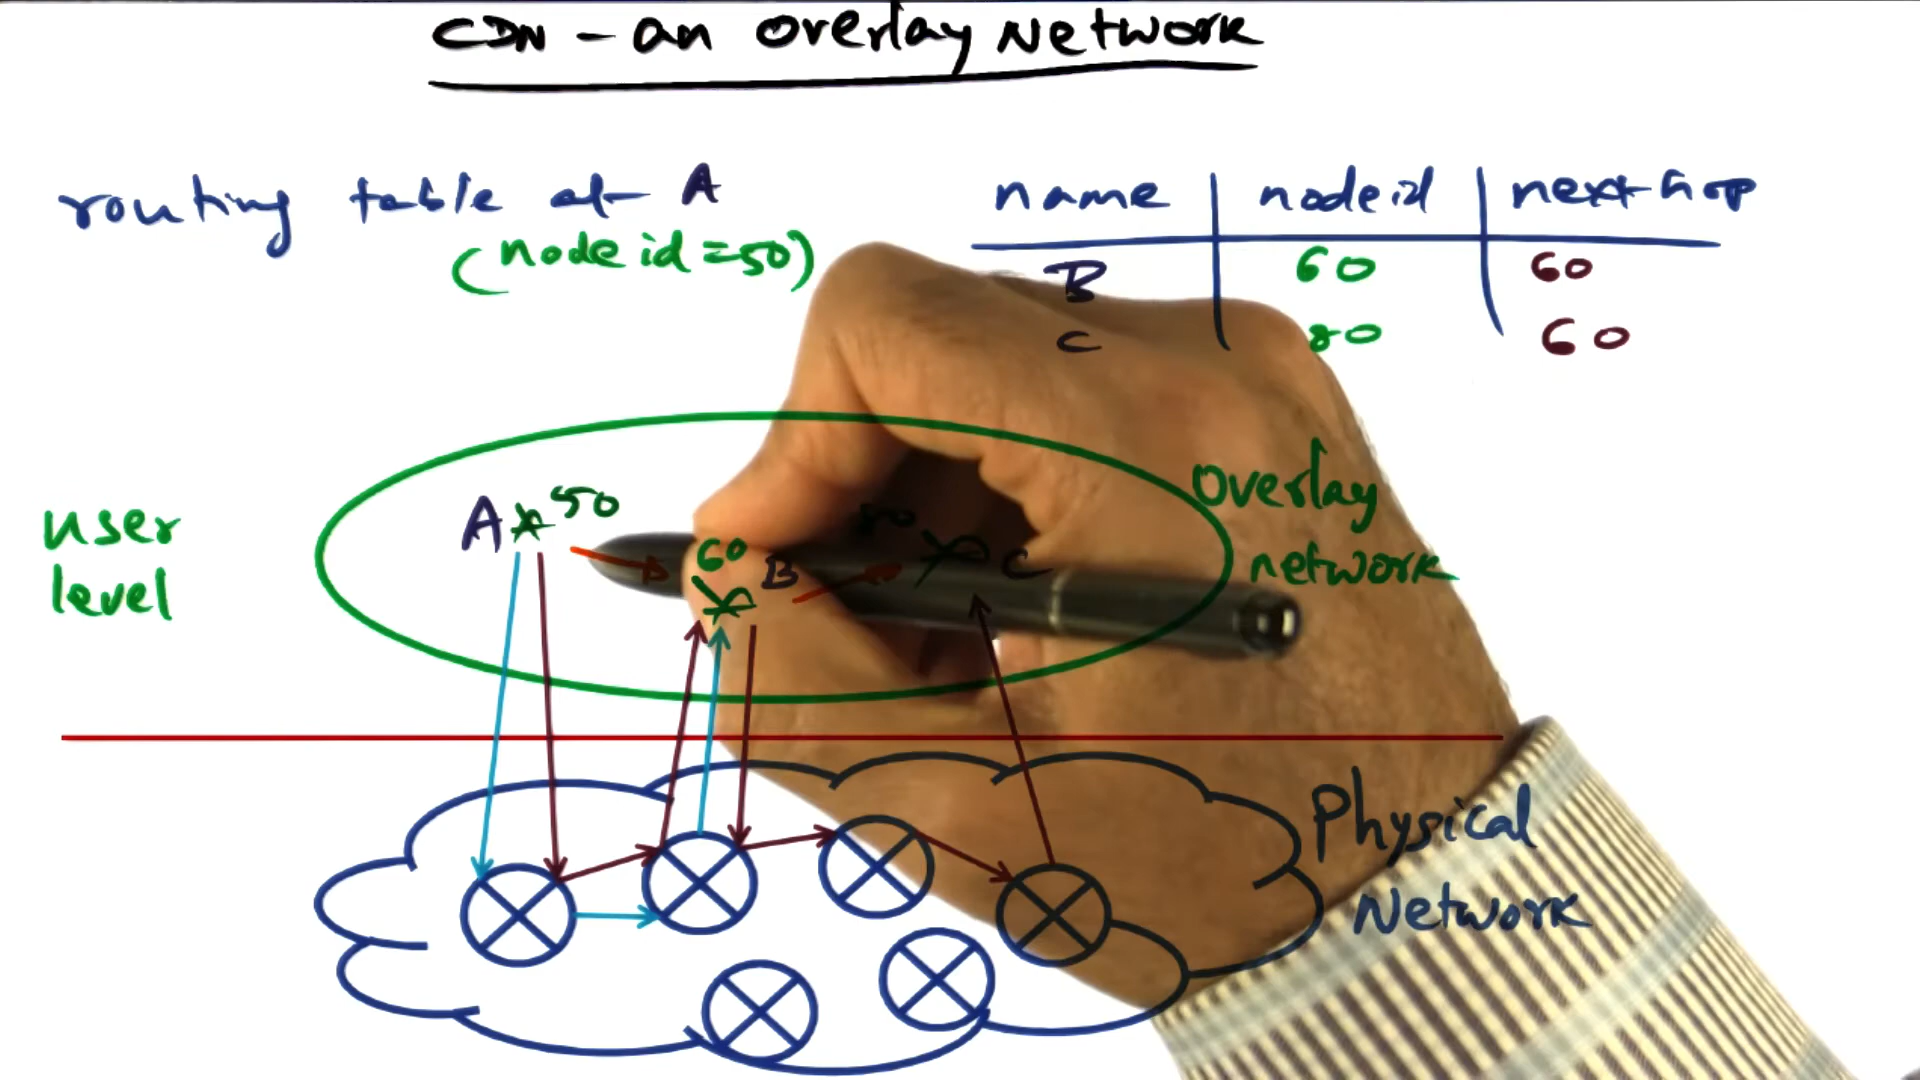 CDN - an overlay Network
routing table at A
(node id = 50)
name node id next hop
B 60 60
C 80 60
user level
A 50
60 B
80 C
Overlay network
Physical Network